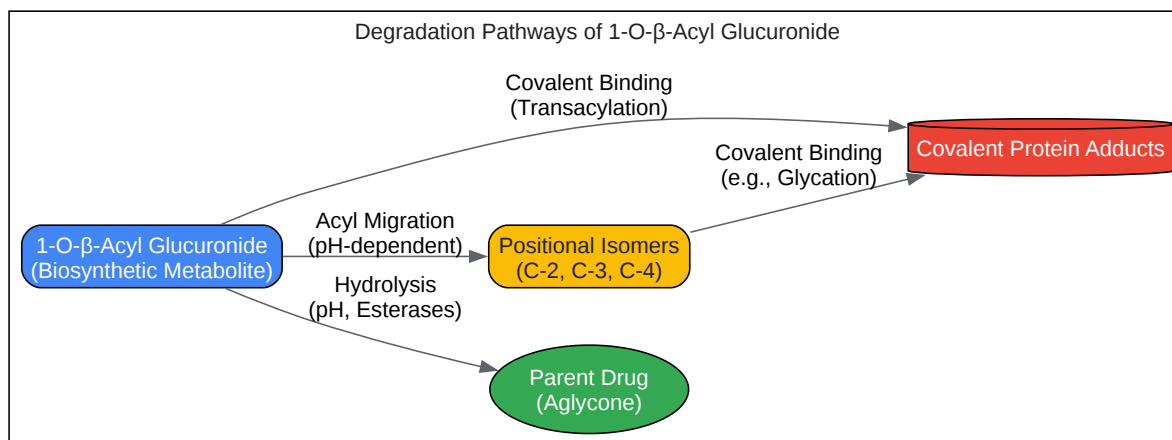 Degradation Pathways of 1-O-β-Acyl Glucuronide
Covalent Binding
(Transacylation)
Covalent Protein Adducts
Covalent Binding
(e.g., Glycation)
1-O-β-Acyl Glucuronide
(Biosynthetic Metabolite)
Acyl Migration
(pH-dependent)
Positional Isomers
(C-2, C-3, C-4)
Hydrolysis
(pH, Esterases)
Parent Drug
(Aglycone)